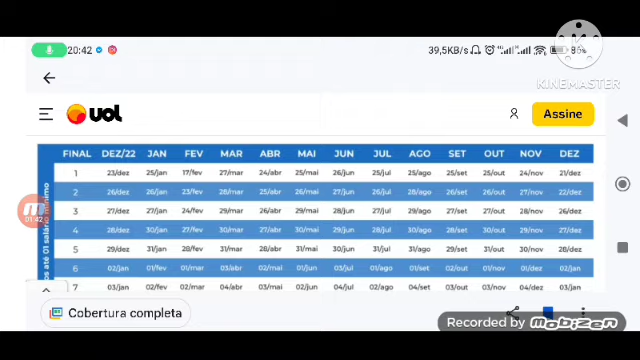 20:42 39,5KB/s 86%
KINEMASTER
UOL Assine
FINAL DEZ/22 JAN FEV MAR ABR MAI JUN JUL AGO SET OUT NOV DEZ
1 23/dez 25/jan 17/fev 27/mar 24/abr 25/mai 26/jun 25/jul 25/ago 25/set 25/out 24/nov 21/dez
2 26/dez 26/jan 23/fev 28/mar 25/abr 26/mai 27/jun 26/jul 28/ago 26/set 26/out 27/nov 22/dez
3 27/dez 27/jan 24/fev 29/mar 26/abr 29/mai 28/jun 27/jul 29/ago 27/set 27/out 28/nov 26/dez
4 28/dez 30/jan 27/fev 30/mar 27/abr 30/mai 29/jun 28/jul 30/ago 28/set 30/out 29/nov 27/dez
5 29/dez 31/jan 28/fev 31/mar 28/abr 31/mai 30/jun 31/jul 31/ago 29/set 31/out 30/nov 28/dez
6 02/jan 01/fev 01/mar 03/abr 02/mai 01/jun 03/jul 01/ago 01/set 02/out 01/nov 01/dez 02/jan
7 03/jan 02/fev 02/mar 04/abr 03/mai 02/jun 04/jul 02/ago 04/set 03/out 03/nov 04/dez 03/jan
os até 01 salário mínimo
01:42
Cobertura completa
Recorded by mobizen